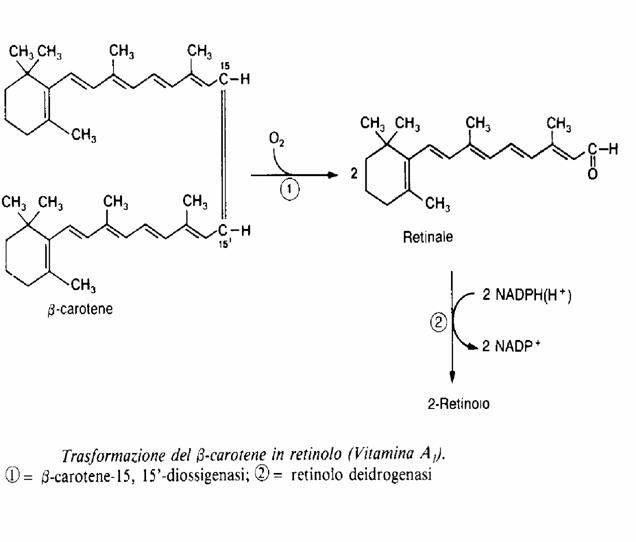 CH₃ CH₃ CH₃ CH₃ 15
C–H
CH₃
O₂
①
CH₃ CH₃ CH₃ CH₃
2 C–H
O
CH₃
Retinale
CH₃ CH₃ CH₃ CH₃
C–H
15'
CH₃
β-carotene
② 2 NADPH(H⁺)
2 NADP⁺
2-Retinolo
Trasformazione del β-carotene in retinolo (Vitamina A₁).
① = β-carotene-15, 15'-diossigenasi; ② = retinolo deidrogenasi